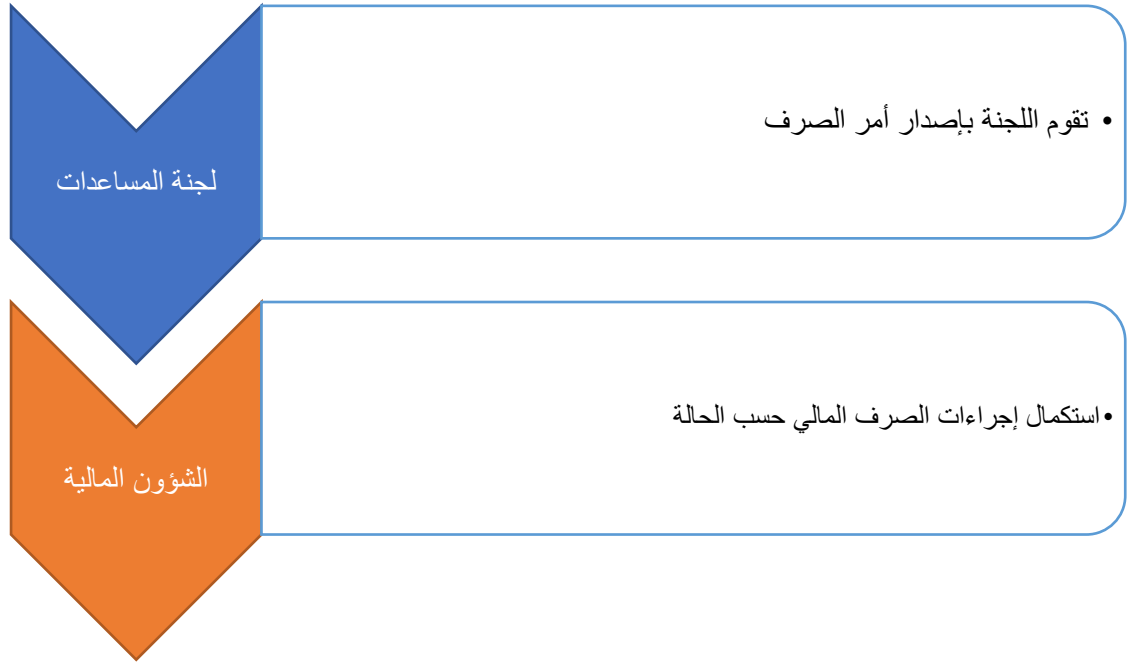 لجنة المساعدات
• تقوم اللجنة بإصدار أمر الصرف
الشؤون المالية
•استكمال إجراءات الصرف المالي حسب الحالة